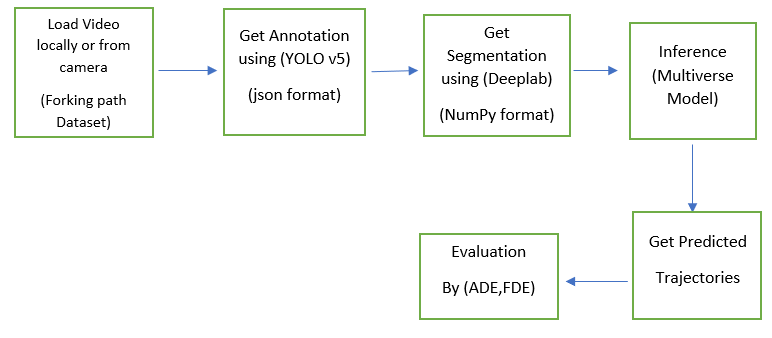 Load Video
locally or from
camera
(Forking path
Dataset)
Get Annotation
using (YOLO v5)
(json format)
Get
Segmentation
using (Deeplab)
(NumPy format)
Inference
(Multiverse
Model)
Get Predicted
Trajectories
Evaluation
By (ADE,FDE)